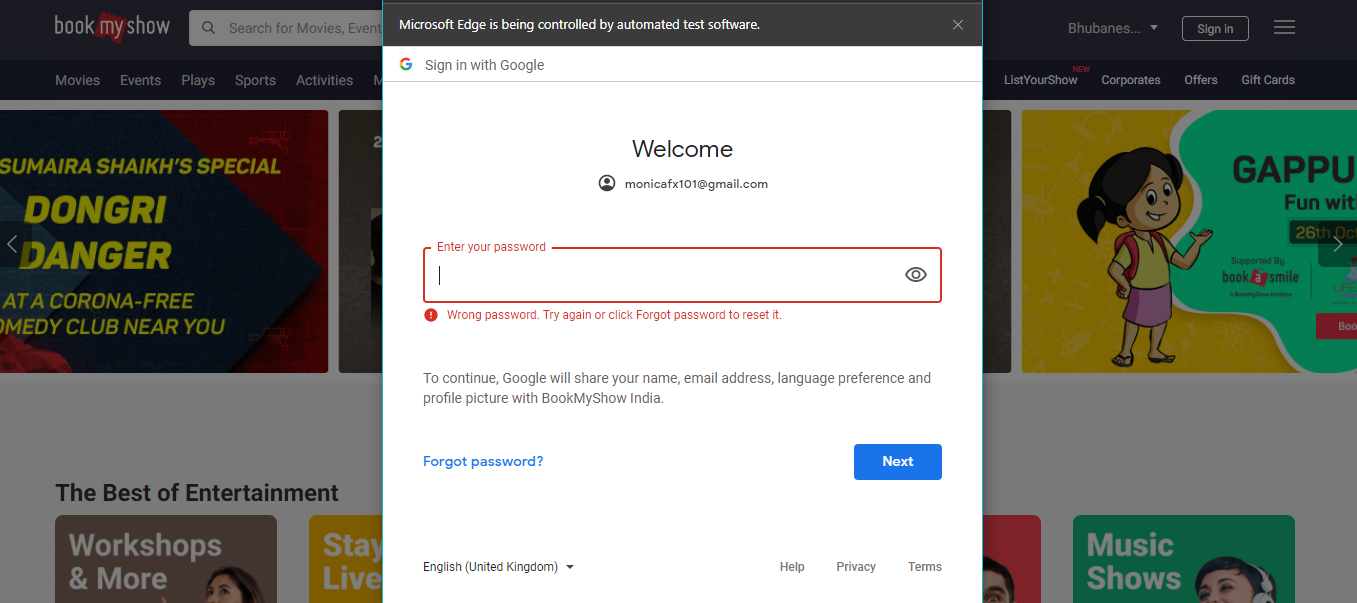 book my show
Search for Movies, Event
Bhubanes...
Sign in
Movies Events Plays Sports Activities M
ListYourShow NEW Corporates Offers Gift Cards
Microsoft Edge is being controlled by automated test software.
Sign in with Google
Welcome
monicafx101@gmail.com
Enter your password
Wrong password. Try again or click Forgot password to reset it.
To continue, Google will share your name, email address, language preference and
profile picture with BookMyShow India.
Forgot password?
Next
English (United Kingdom)
Help Privacy Terms
SUMAIRA SHAIKH'S SPECIAL
DONGRI
DANGER
AT A CORONA-FREE
OMEDY CLUB NEAR YOU
2
GAPPU
Fun wit
26th Oct
Supported By
book a smile
A BookMyShow Initiative
LIFE
Boo
The Best of Entertainment
Workshops
& More
Stay
Live
Music
Shows